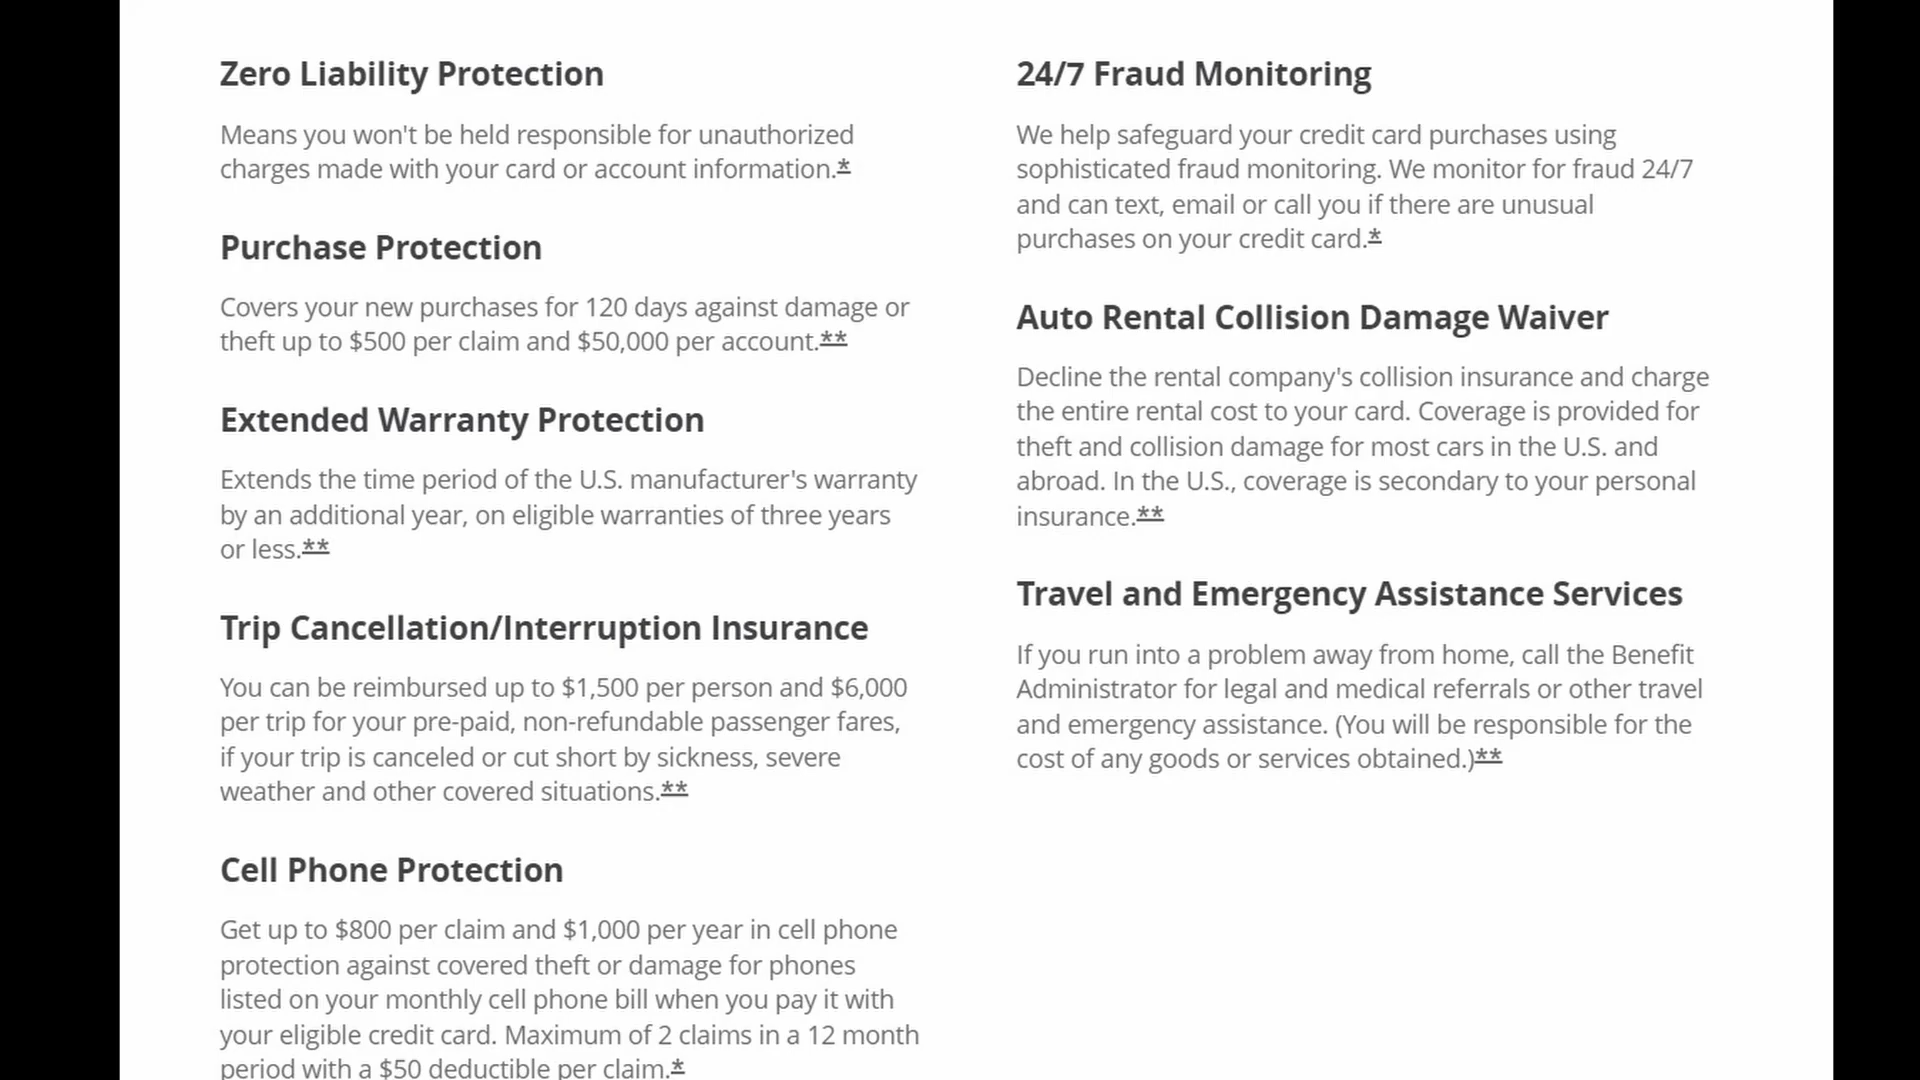 Zero Liability Protection
Means you won't be held responsible for unauthorized
charges made with your card or account information.*
Purchase Protection
Covers your new purchases for 120 days against damage or
theft up to $500 per claim and $50,000 per account.**
Extended Warranty Protection
Extends the time period of the U.S. manufacturer's warranty
by an additional year, on eligible warranties of three years
or less.**
Trip Cancellation/Interruption Insurance
You can be reimbursed up to $1,500 per person and $6,000
per trip for your pre-paid, non-refundable passenger fares,
if your trip is canceled or cut short by sickness, severe
weather and other covered situations.**
Cell Phone Protection
Get up to $800 per claim and $1,000 per year in cell phone
protection against covered theft or damage for phones
listed on your monthly cell phone bill when you pay it with
your eligible credit card. Maximum of 2 claims in a 12 month
period with a $50 deductible per claim.*
24/7 Fraud Monitoring
We help safeguard your credit card purchases using
sophisticated fraud monitoring. We monitor for fraud 24/7
and can text, email or call you if there are unusual
purchases on your credit card.*
Auto Rental Collision Damage Waiver
Decline the rental company's collision insurance and charge
the entire rental cost to your card. Coverage is provided for
theft and collision damage for most cars in the U.S. and
abroad. In the U.S., coverage is secondary to your personal
insurance.**
Travel and Emergency Assistance Services
If you run into a problem away from home, call the Benefit
Administrator for legal and medical referrals or other travel
and emergency assistance. (You will be responsible for the
cost of any goods or services obtained.)**